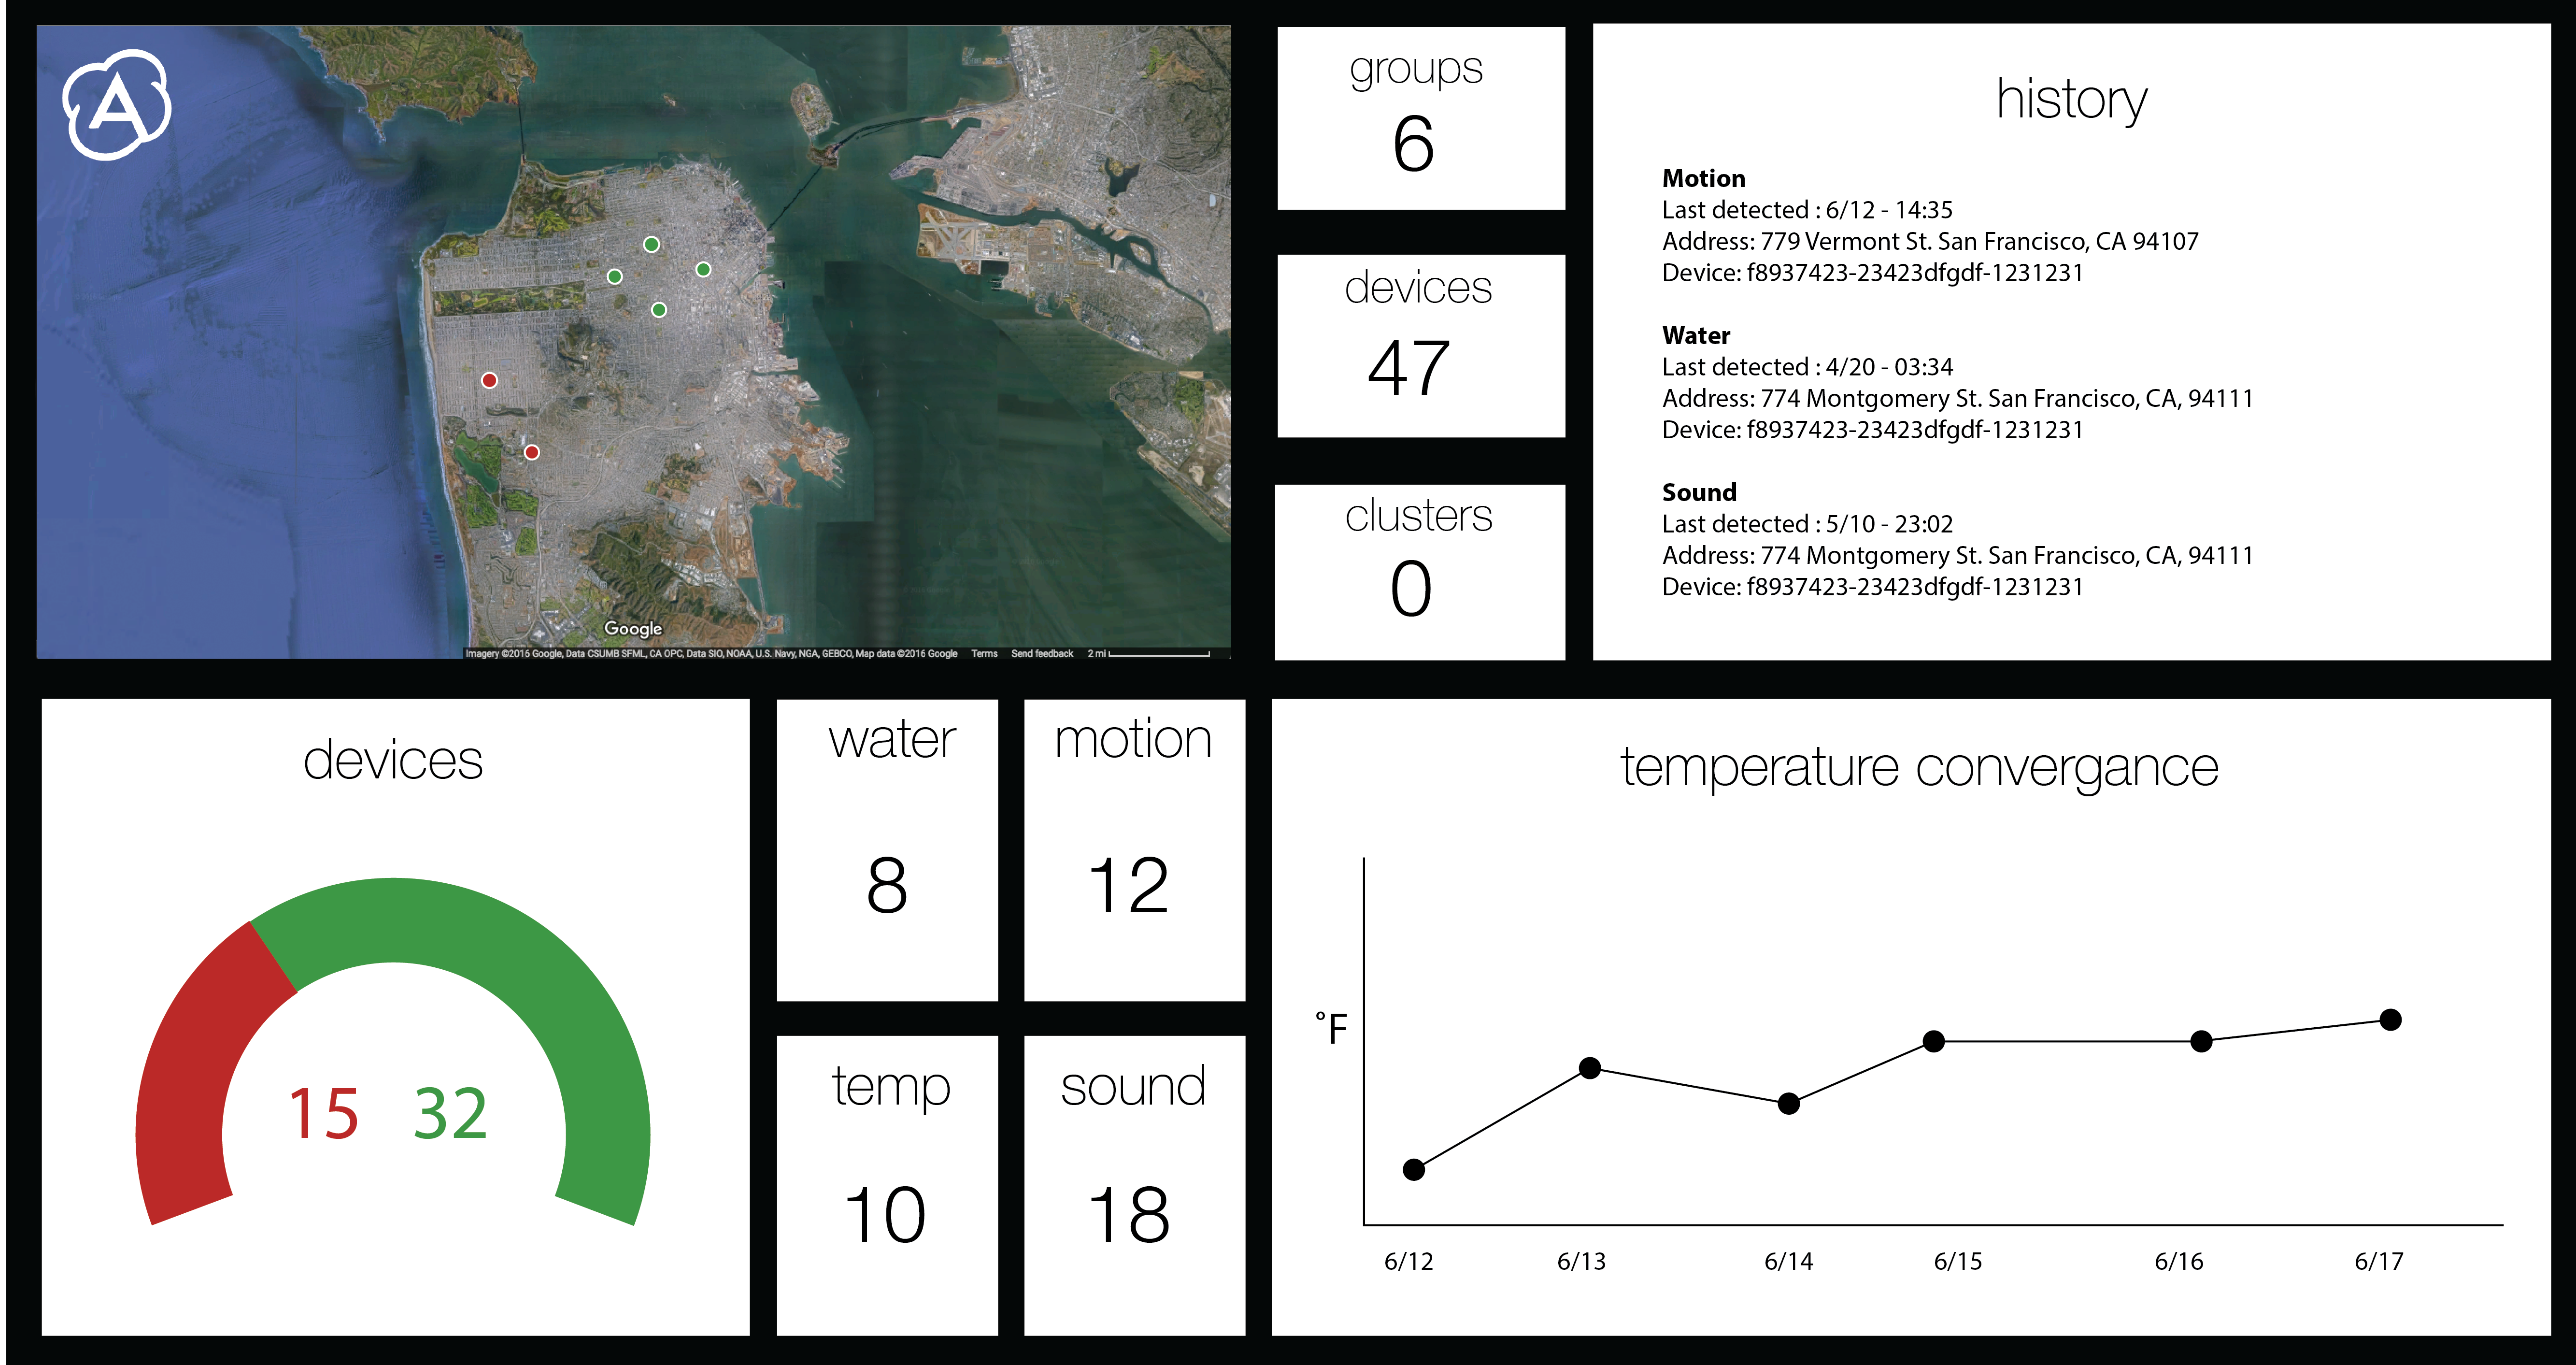 A
Google
Imagery ©2016 Google, Data CSUMB SFML, CA OPC, Data SIO, NOAA, U.S. Navy, NGA, GEBCO, Map data ©2016 Google Terms Send feedback 2 mi
groups
6
devices
47
clusters
0
history
Motion
Last detected : 6/12 - 14:35
Address: 779 Vermont St. San Francisco, CA 94107
Device: f8937423-23423dfgdf-1231231
Water
Last detected : 4/20 - 03:34
Address: 774 Montgomery St. San Francisco, CA, 94111
Device: f8937423-23423dfgdf-1231231
Sound
Last detected : 5/10 - 23:02
Address: 774 Montgomery St. San Francisco, CA, 94111
Device: f8937423-23423dfgdf-1231231
devices
15 32
water
8
motion
12
temp
10
sound
18
temperature convergance
°F
6/12 6/13 6/14 6/15 6/16 6/17